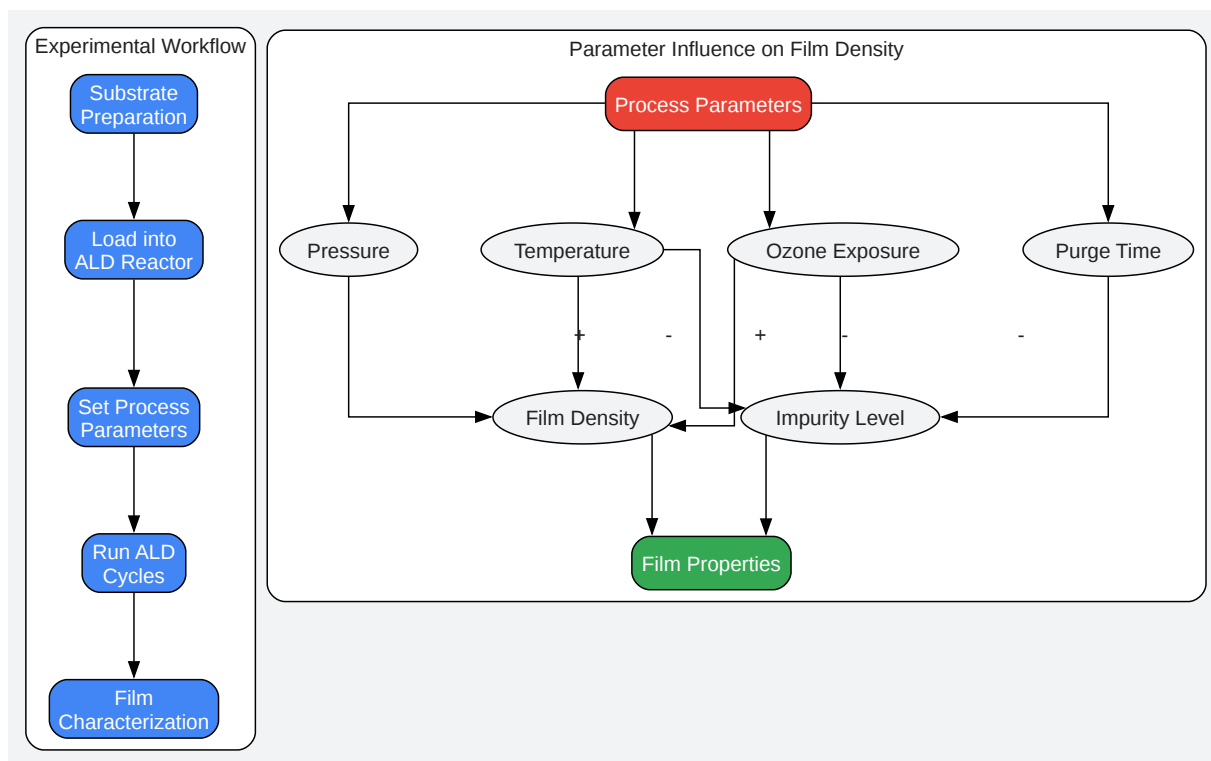 Experimental Workflow
Substrate
Preparation
Load into
ALD Reactor
Set Process
Parameters
Run ALD
Cycles
Film
Characterization
Parameter Influence on Film Density
Process Parameters
Pressure
Temperature
Ozone Exposure
Purge Time
+
-
+
-
-
Film Density
Impurity Level
Film Properties